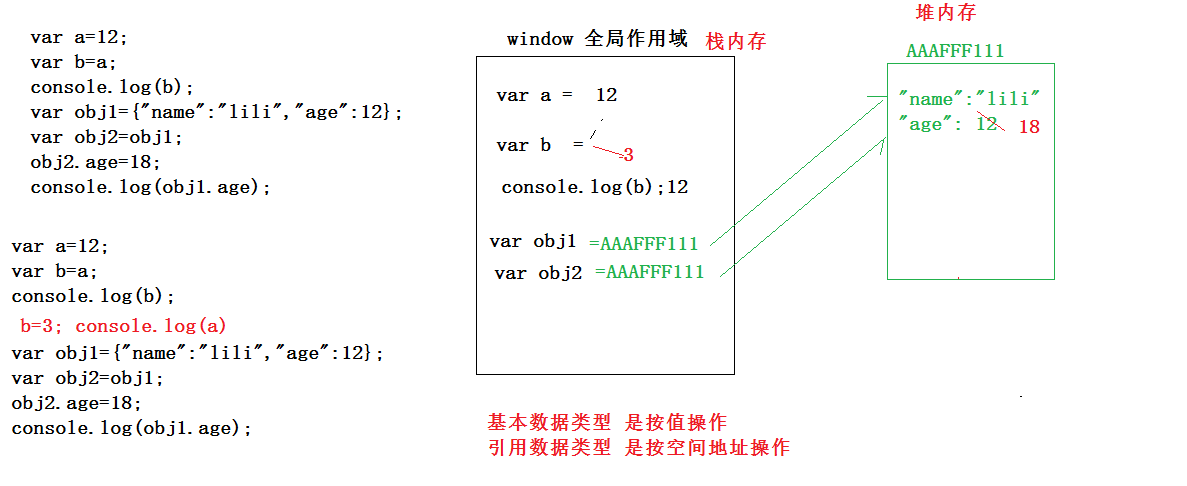 var a=12;
var b=a;
console.log(b);
var obj1={"name":"lili","age":12};
var obj2=obj1;
obj2.age=18;
console.log(obj1.age);
var a=12;
var b=a;
console.log(b);
b=3; console.log(a)
var obj1={"name":"lili","age":12};
var obj2=obj1;
obj2.age=18;
console.log(obj1.age);
window 全局作用域 栈内存
var a = 12
var b = 3
console.log(b);12
var obj1 =AAAFFF111
var obj2 =AAAFFF111
基本数据类型 是按值操作
引用数据类型 是按空间地址操作
堆内存
AAAFFF111
"name":"lili"
"age": 12 18